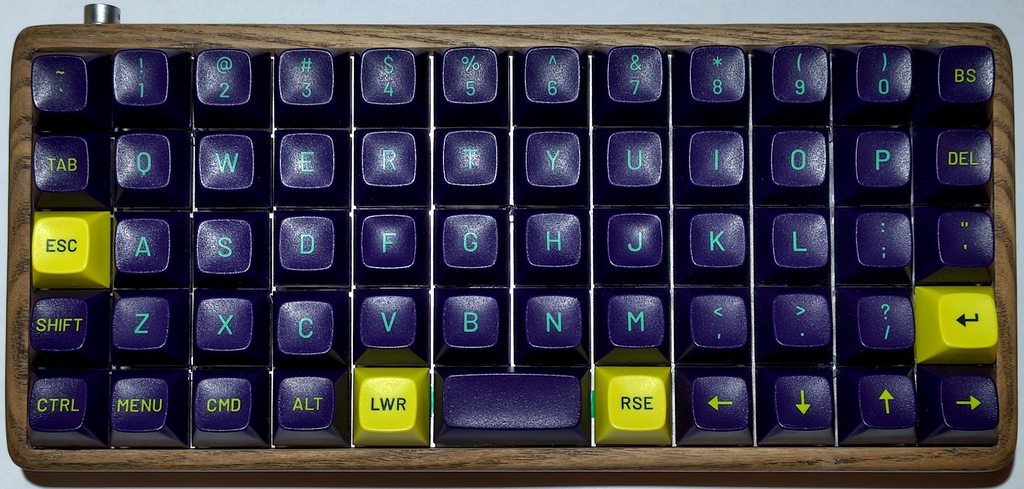 ~ ! @ # $ % ^ & * ( )
` 1 2 3 4 5 6 7 8 9 0 BS
TAB Q W E R T Y U I O P DEL
ESC A S D F G H J K L : "
; '
SHIFT Z X C V B N M < > ?
, . / ↵
CTRL MENU CMD ALT LWR RSE ← ↓ ↑ →